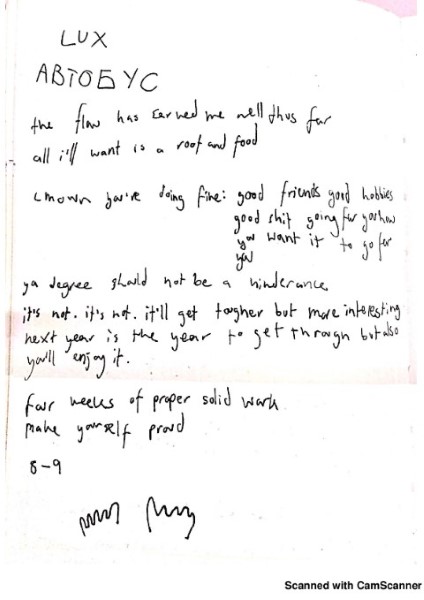 LUX
АВТОБУС
the flow has served me well thus far
all i'll want is a roof and food
cmown you're doing fine: good friends good hobbies
good shit going for you how
you want it to go for
you
ya degree should not be a hinderance
it's not. it's not. it'll get tougher but more interesting
next year is the year to get through but also
you'll enjoy it.
four weeks of proper solid work
make yourself proud
8-9
Scanned with CamScanner